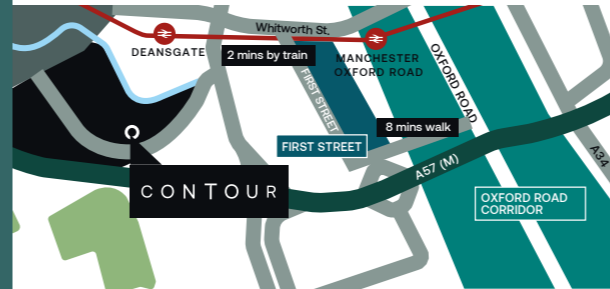 Whitworth St.
DEANSGATE
2 mins by train
MANCHESTER
OXFORD ROAD
OXFORD ROAD
FIRST STREET
8 mins walk
FIRST STREET
A34
A57 (M)
CONTOUR
OXFORD ROAD
CORRIDOR